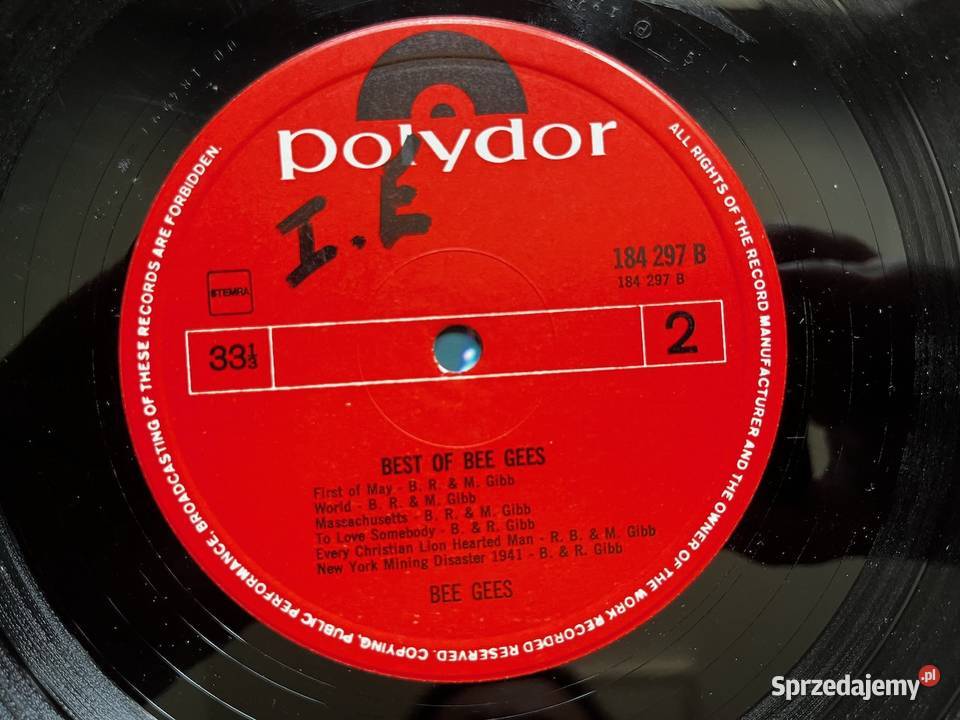 polydor
I.E
184 297 B
184 297 B
STEMRA
33⅓
2
BEST OF BEE GEES
First of May - B. R. & M. Gibb
World - B. R. & M. Gibb
Massachusetts - B. R. & M. Gibb
To Love Somebody - B. & R. Gibb
Every Christian Lion Hearted Man - R. B. & M. Gibb
New York Mining Disaster 1941 - B. & R. Gibb
BEE GEES
ALL RIGHTS OF THE RECORD MANUFACTURER AND THE OWNER OF THE WORK RECORDED RESERVED. COPYING, PUBLIC PERFORMANCE, BROADCASTING OF THESE RECORDS ARE FORBIDDEN.
Sprzedajemy.pl